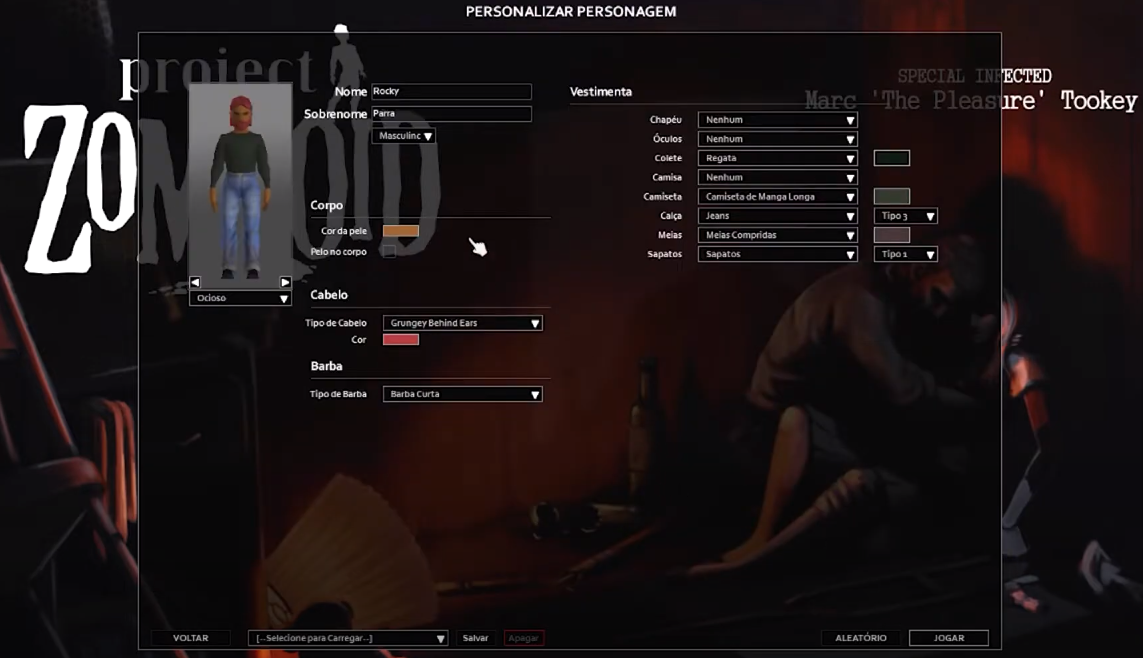 PERSONALIZAR PERSONAGEM
project
ZOMBOID
SPECIAL INFECTED
Marc 'The Pleasure' Tookey
Nome Rocky
Sobrenome Parra
Masculinc
Corpo
Cor da pele
Pelo no corpo
Ocioso
Cabelo
Tipo de Cabelo Grungey Behind Ears
Cor
Barba
Tipo de Barba Barba Curta
Vestimenta
Chapéu Nenhum
Óculos Nenhum
Colete Regata
Camisa Nenhum
Camiseta Camiseta de Manga Longa
Calça Jeans Tipo 3
Meias Meias Compridas
Sapatos Sapatos Tipo 1
VOLTAR [..Selecione para Carregar..] Salvar Apagar ALEATÓRIO JOGAR